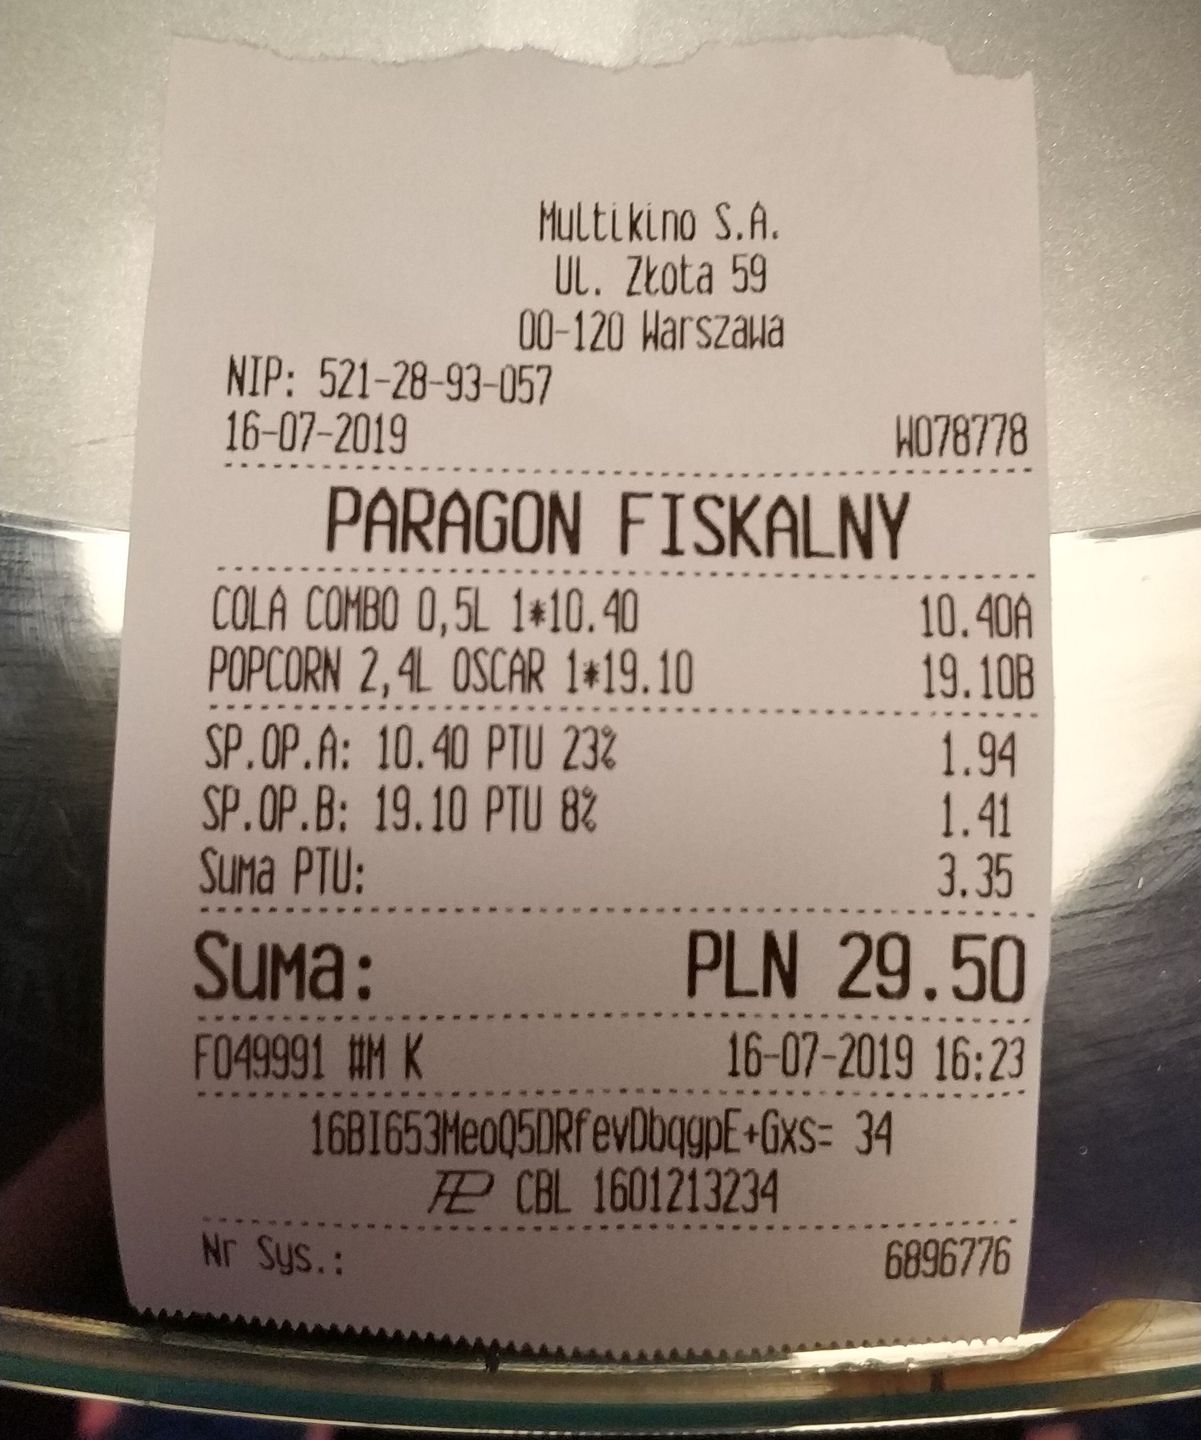 Multikino S.A.
Ul. Złota 59
00-120 Warszawa
NIP: 521-28-93-057
16-07-2019 W078778
PARAGON FISKALNY
COLA COMBO 0,5L 1*10.40 10.40A
POPCORN 2,4L OSCAR 1*19.10 19.10B
SP.OP.A: 10.40 PTU 23% 1.94
SP.OP.B: 19.10 PTU 8% 1.41
Suma PTU: 3.35
Suma: PLN 29.50
F049991 #M K 16-07-2019 16:23
16BI653MeoQ5DRfevDbqgpE+Gxs= 34
CBL 1601213234
Nr Sys.: 6896776